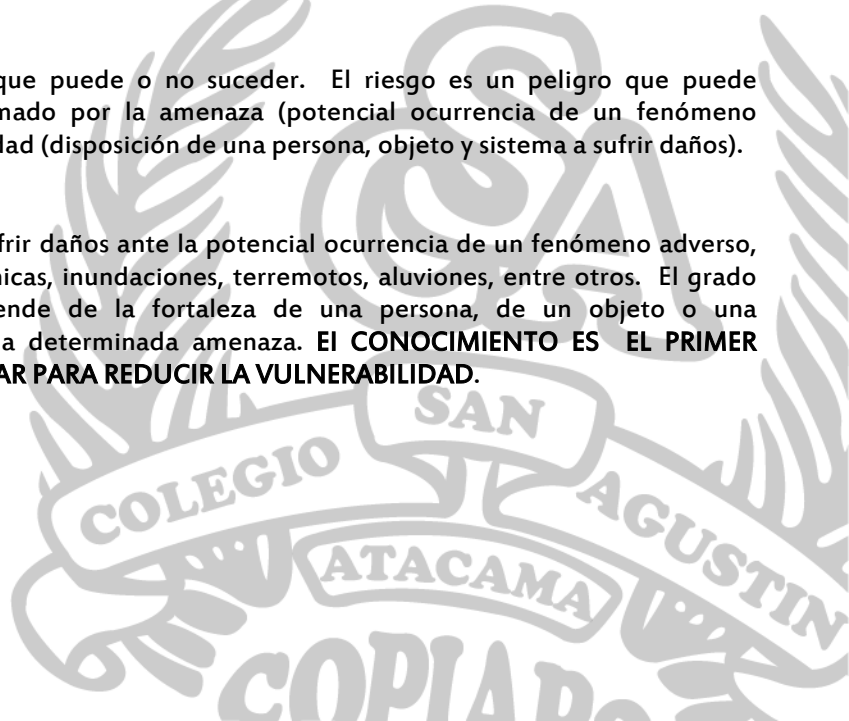 que puede o no suceder. El riesgo es un peligro que puede
mado por la amenaza (potencial ocurrencia de un fenómeno
dad (disposición de una persona, objeto y sistema a sufrir daños).
frir daños ante la potencial ocurrencia de un fenómeno adverso,
nicas, inundaciones, terremotos, aluviones, entre otros. El grado
ende de la fortaleza de una persona, de un objeto o una
a determinada amenaza. El CONOCIMIENTO ES EL PRIMER
AR PARA REDUCIR LA VULNERABILIDAD.
CSA
COLEGIO SAN AGUSTIN
ATACAMA
COPIAPO